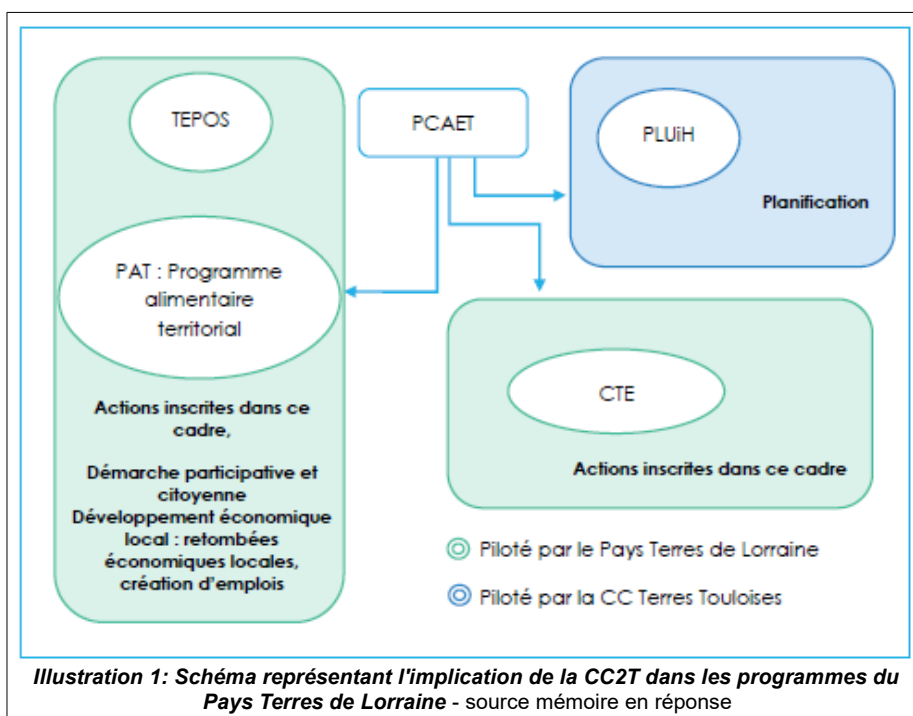 TEPOS
PAT : Programme
alimentaire
territorial
Actions inscrites dans ce
cadre,
Démarche participative et
citoyenne
Développement économique
local : retombées
économiques locales,
création d'emplois
PCAET
PLUiH
Planification
CTE
Actions inscrites dans ce cadre
Piloté par le Pays Terres de Lorraine
Piloté par la CC Terres Touloises
Illustration 1: Schéma représentant l'implication de la CC2T dans les programmes du
Pays Terres de Lorraine - source mémoire en réponse